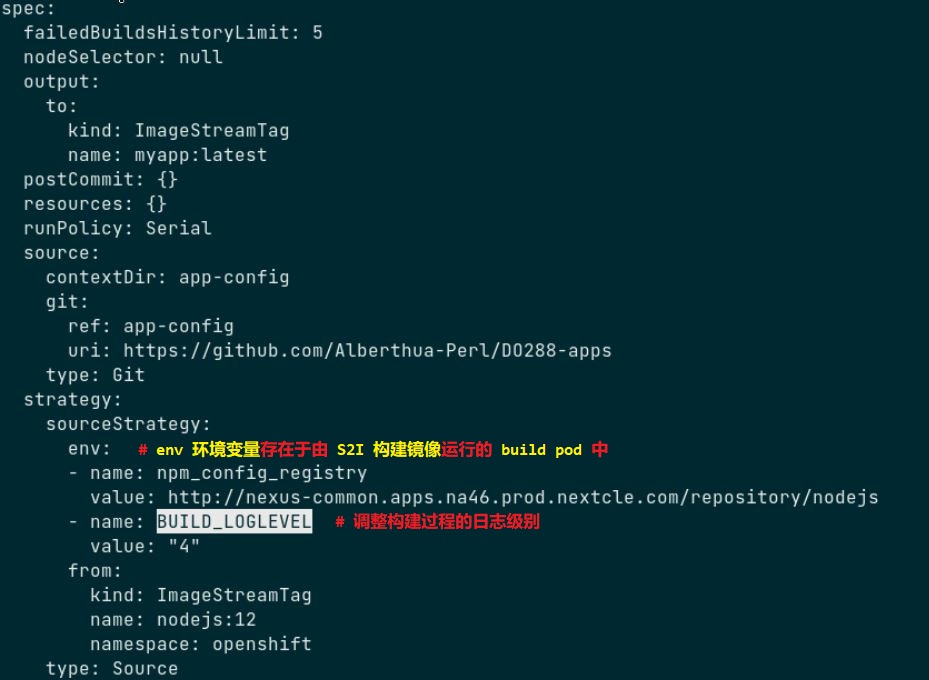 spec:
  failedBuildsHistoryLimit: 5
  nodeSelector: null
  output:
    to:
      kind: ImageStreamTag
      name: myapp:latest
  postCommit: {}
  resources: {}
  runPolicy: Serial
  source:
    contextDir: app-config
    git:
      ref: app-config
      uri: https://github.com/Alberthua-Perl/DO288-apps
    type: Git
  strategy:
    sourceStrategy:
      env:  # env 环境变量存在于由 S2I 构建镜像运行的 build pod 中
      - name: npm_config_registry
        value: http://nexus-common.apps.na46.prod.nextcle.com/repository/nodejs
      - name: BUILD_LOGLEVEL  # 调整构建过程的日志级别
        value: "4"
      from:
        kind: ImageStreamTag
        name: nodejs:12
        namespace: openshift
    type: Source